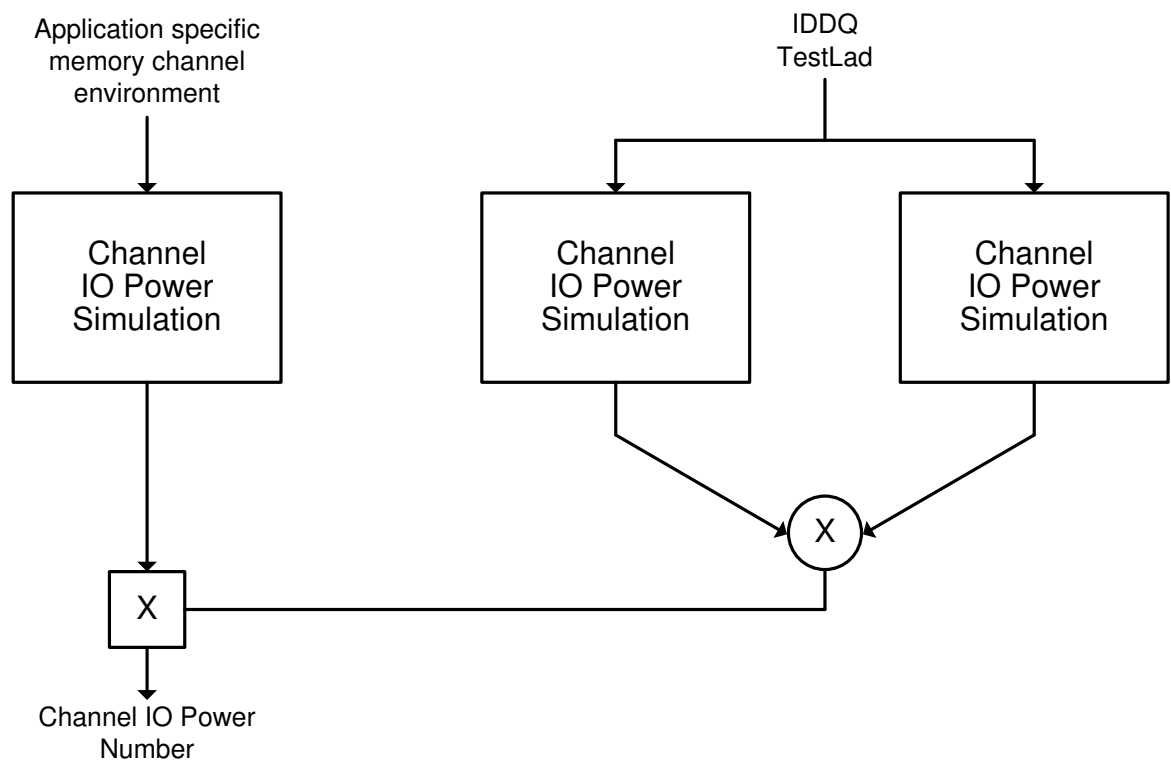 Application specific
memory channel
environment
IDDQ
TestLad
Channel
IO Power
Simulation
Channel
IO Power
Simulation
Channel
IO Power
Simulation
X
X
Channel IO Power
Number